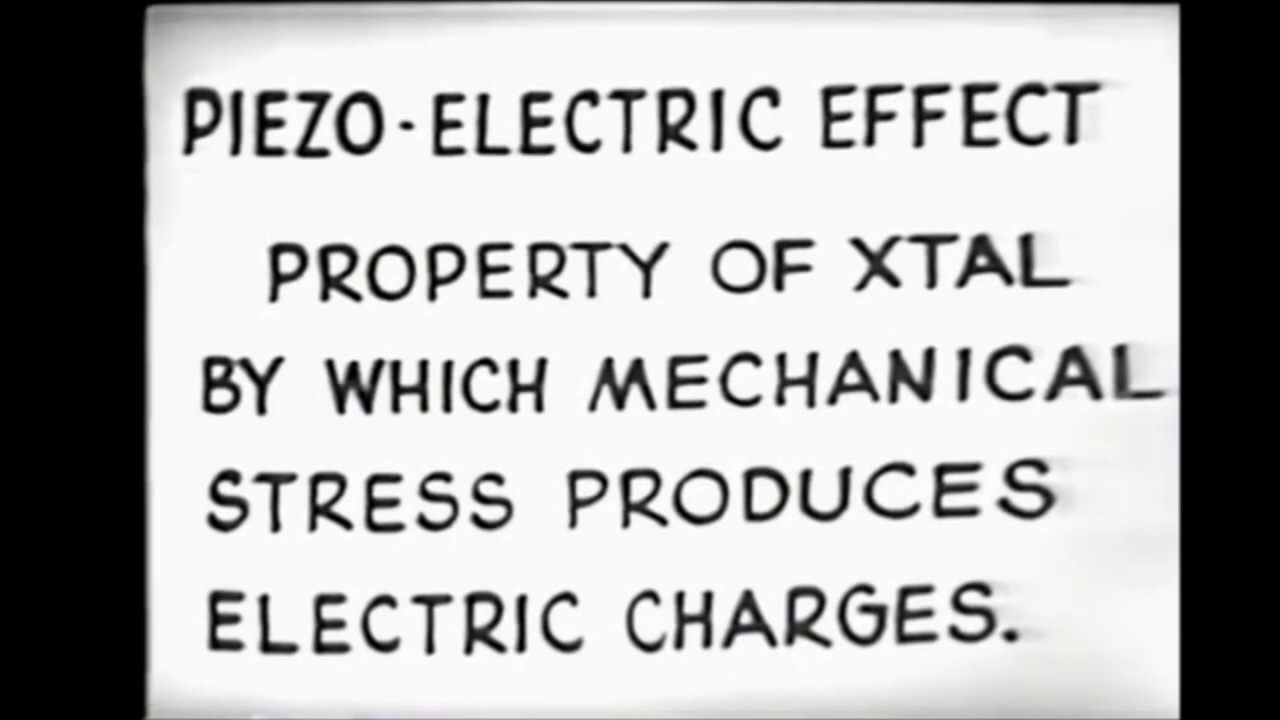 PIEZO-ELECTRIC EFFECT
PROPERTY OF XTAL
BY WHICH MECHANICAL
STRESS PRODUCES
ELECTRIC CHARGES.